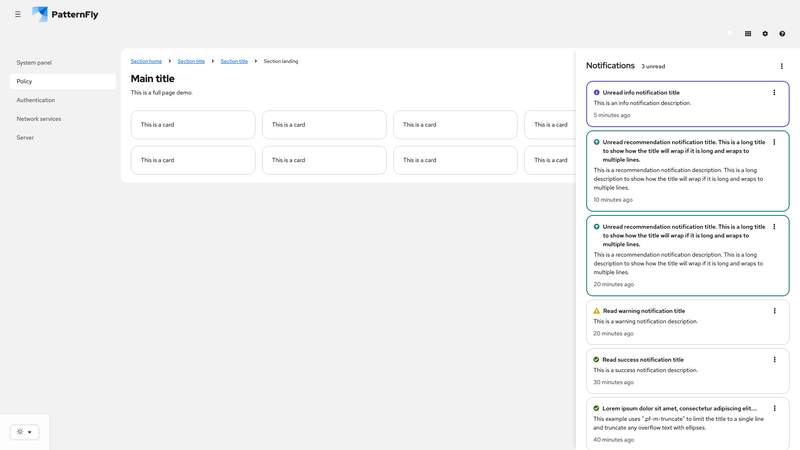 PatternFly
System panel
Policy
Authentication
Network services
Server
Section home
Section title
Section title
Section landing
Main title
This is a full page demo.
This is a card
This is a card
This is a card
This is a card
This is a card
This is a card
This is a card
This is a card
Notifications
3 unread
Unread info notification title
This is an info notification description.
5 minutes ago
Unread recommendation notification title. This is a long title
to show how the title will wrap if it is long and wraps to
multiple lines.
This is a recommendation notification description. This is a long
description to show how the title will wrap if it is long and wraps to
multiple lines.
10 minutes ago
Unread recommendation notification title. This is a long title
to show how the title will wrap if it is long and wraps to
multiple lines.
This is a recommendation notification description. This is a long
description to show how the title will wrap if it is long and wraps to
multiple lines.
20 minutes ago
Read warning notification title
This is a warning notification description.
20 minutes ago
Read success notification title
This is a success notification description.
30 minutes ago
Lorem ipsum dolor sit amet, consectetur adipiscing elit....
This example uses ".pf-m-truncate" to limit the title to a single line
and truncate any overflow text with ellipses.
40 minutes ago